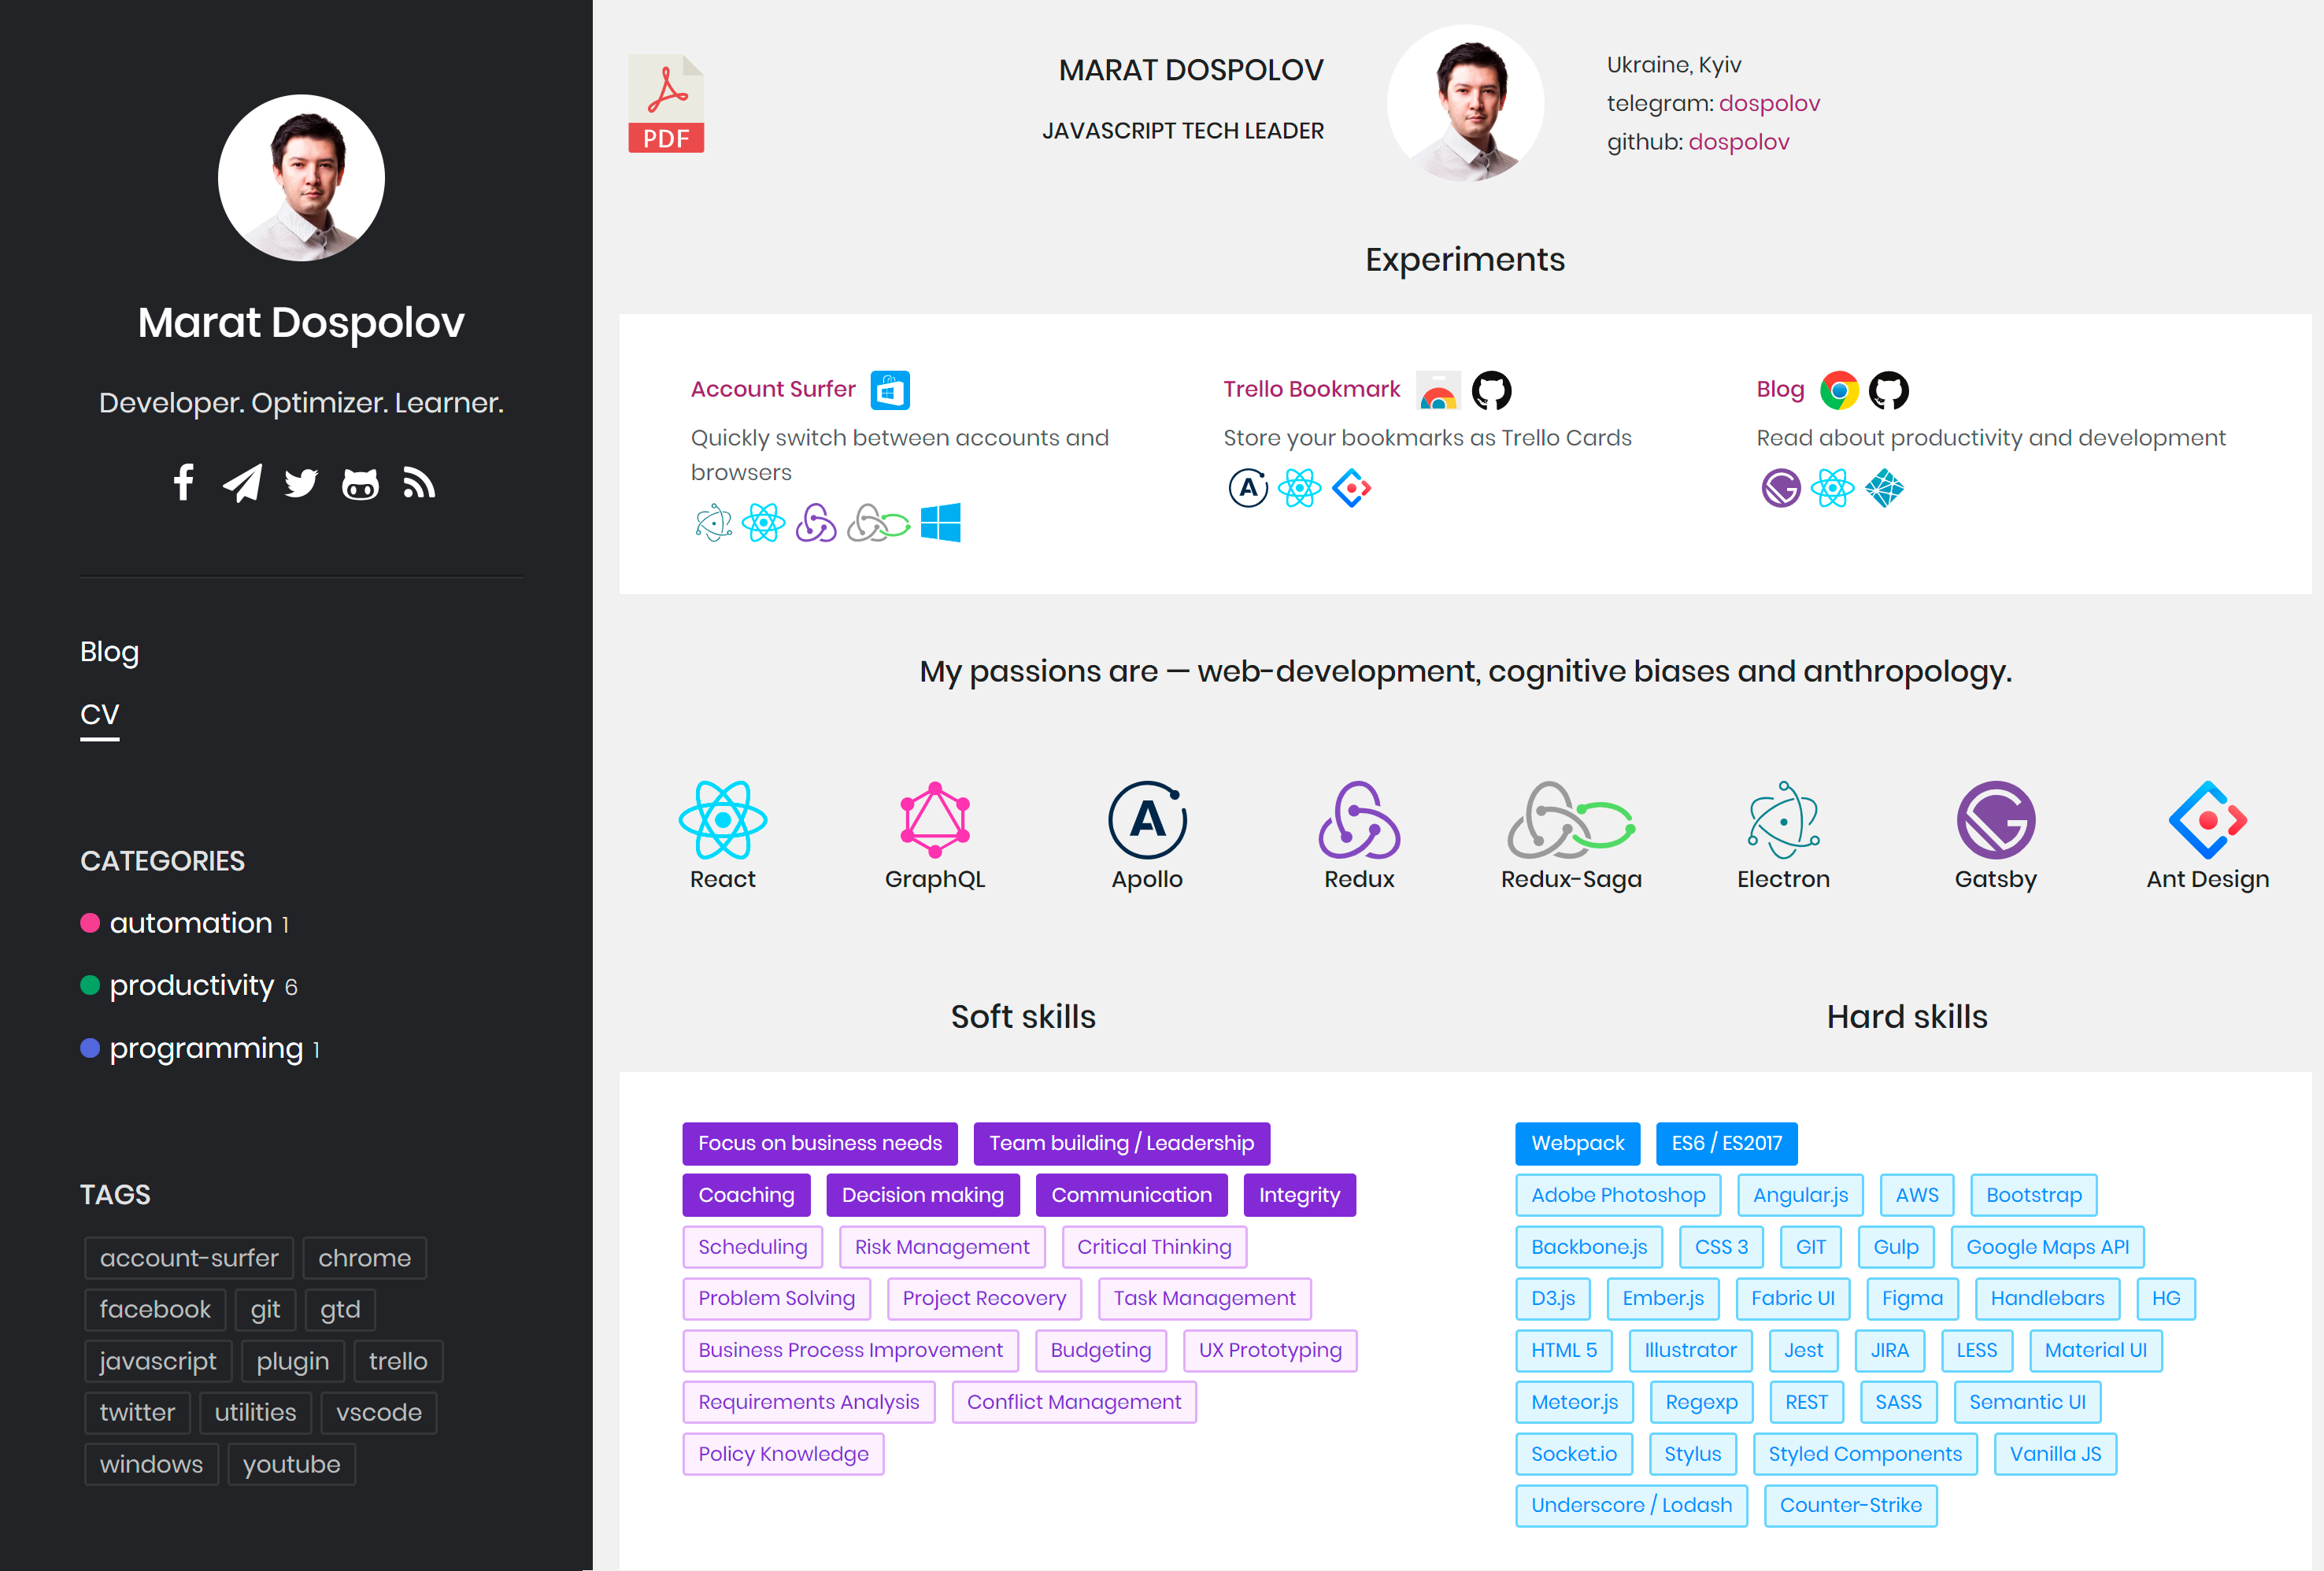 Marat Dospolov
Developer. Optimizer. Learner.
Blog
CV
CATEGORIES
automation 1
productivity 6
programming 1
TAGS
account-surfer chrome
facebook git gtd
javascript plugin trello
twitter utilities vscode
windows youtube
PDF
MARAT DOSPOLOV
JAVASCRIPT TECH LEADER
Ukraine, Kyiv
telegram: dospolov
github: dospolov
Experiments
Account Surfer
Quickly switch between accounts and
browsers
Trello Bookmark
Store your bookmarks as Trello Cards
A
Blog
Read about productivity and development
My passions are — web-development, cognitive biases and anthropology.
A
React GraphQL Apollo Redux Redux-Saga Electron Gatsby Ant Design
Soft skills
Focus on business needs Team building / Leadership
Coaching Decision making Communication Integrity
Scheduling Risk Management Critical Thinking
Problem Solving Project Recovery Task Management
Business Process Improvement Budgeting UX Prototyping
Requirements Analysis Conflict Management
Policy Knowledge
Hard skills
Webpack ES6 / ES2017
Adobe Photoshop Angular.js AWS Bootstrap
Backbone.js CSS 3 GIT Gulp Google Maps API
D3.js Ember.js Fabric UI Figma Handlebars HG
HTML 5 Illustrator Jest JIRA LESS Material UI
Meteor.js Regexp REST SASS Semantic UI
Socket.io Stylus Styled Components Vanilla JS
Underscore / Lodash Counter-Strike